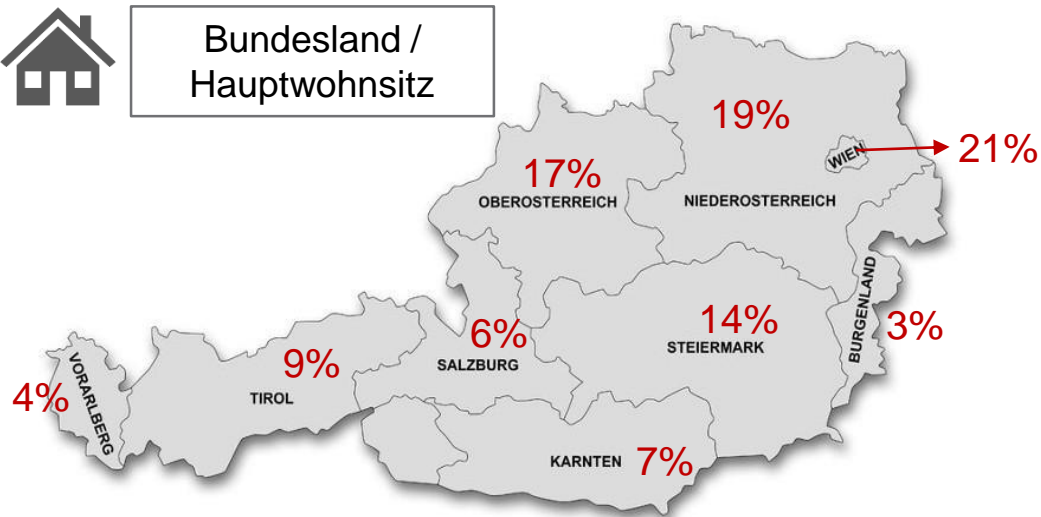 Bundesland /
Hauptwohnsitz
19%
WIEN
21%
17%
OBEROSTERREICH
NIEDEROSTERREICH
BURGENLAND
3%
14%
STEIERMARK
6%
SALZBURG
9%
TIROL
4%
VORARLBERG
KARNTEN 7%